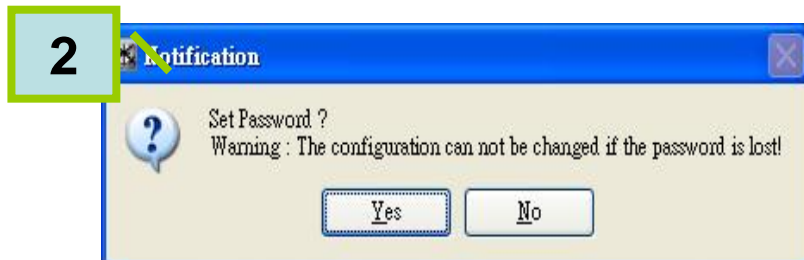 2
Notification
Set Password ?
Warning : The configuration can not be changed if the password is lost!
Yes
No